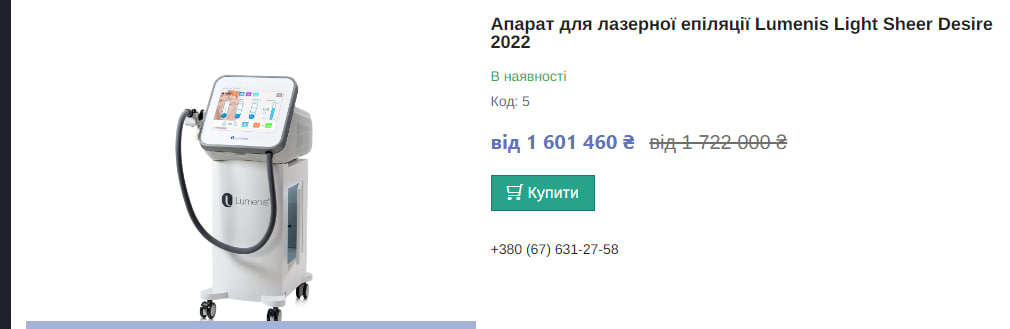 Апарат для лазерної епіляції Lumenis Light Sheer Desire
2022
В наявності
Код: 5
від 1 601 460 ₴ від 1 722 000 ₴
Купити
Lumenis
+380 (67) 631-27-58